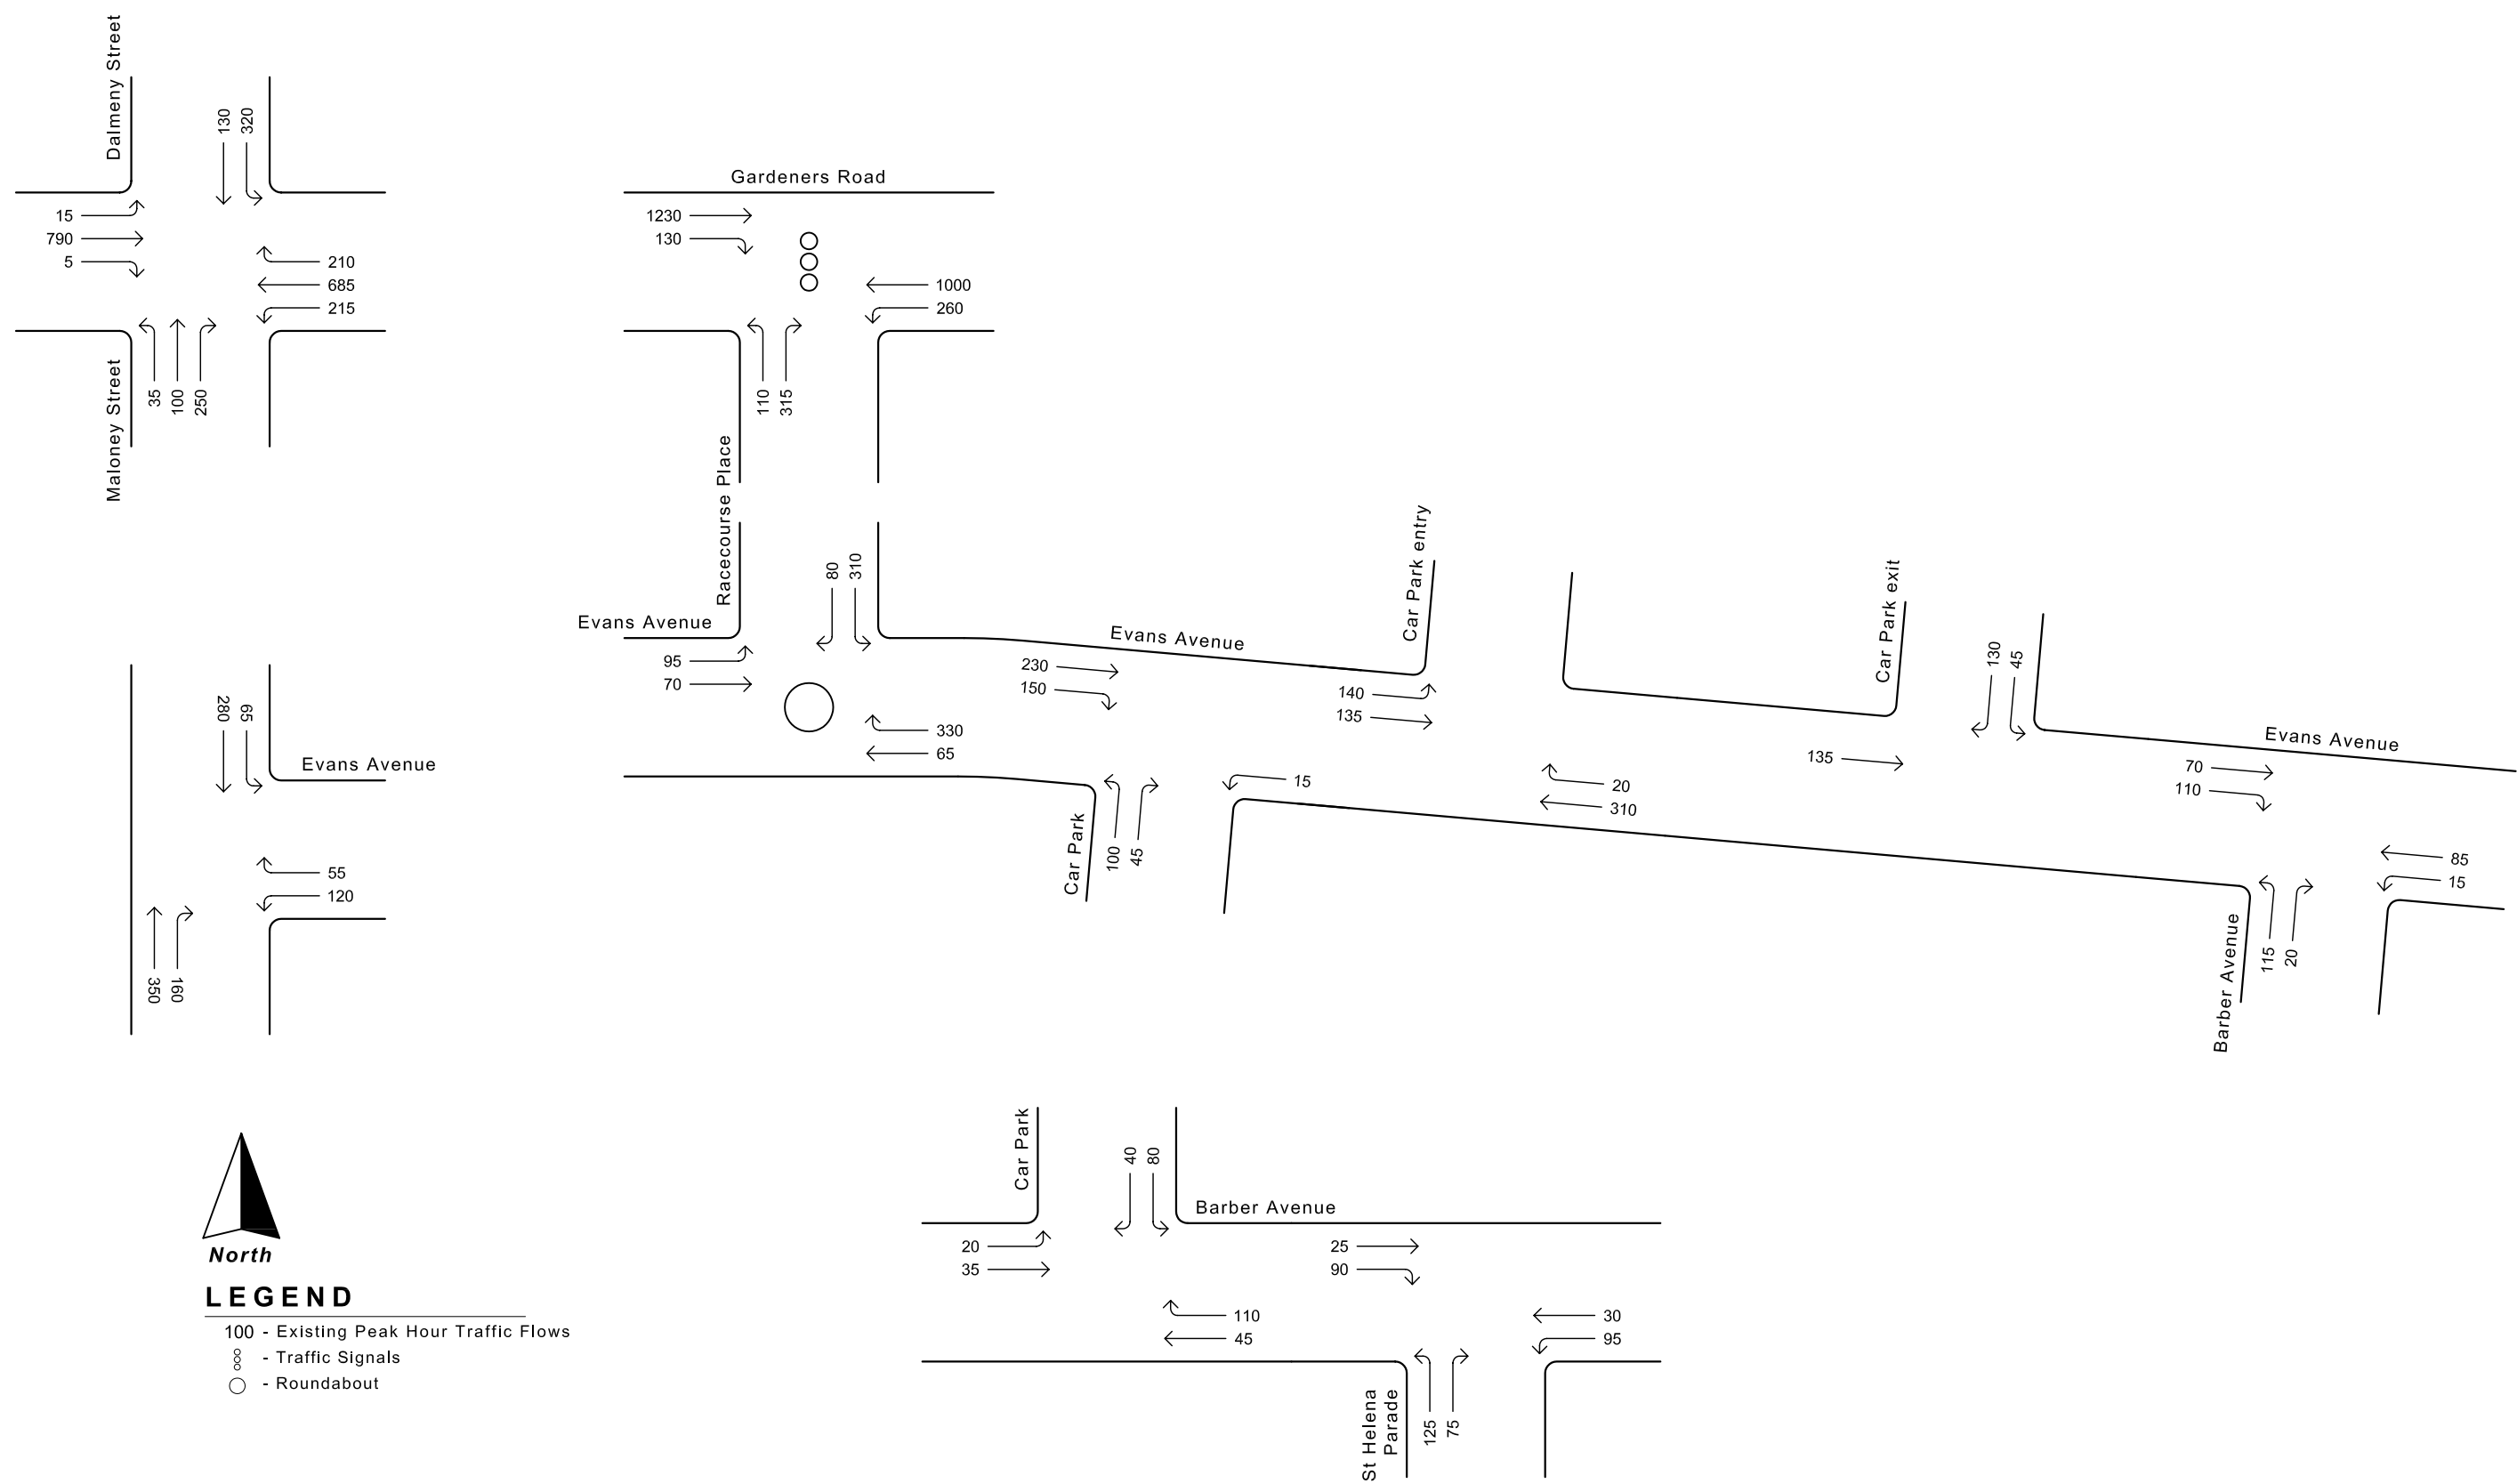 Dalmeny Street
130
320
15
790
5
210
685
215
35
100
250
Maloney Street
Gardeners Road
1230
130
1000
260
110
315
Racecourse Place
280
65
Evans Avenue
55
120
350
160
Evans Avenue
80
310
95
70
330
65
Evans Avenue
230
150
Car Park
100
45
15
Car Park entry
140
135
20
310
Car Park exit
130
45
135
Evans Avenue
70
110
85
15
Barber Avenue
115
20
Car Park
40
80
Barber Avenue
20
35
110
45
25
90
30
95
St Helena
Parade
125
75
North
LEGEND
100 - Existing Peak Hour Traffic Flows
- Traffic Signals
- Roundabout